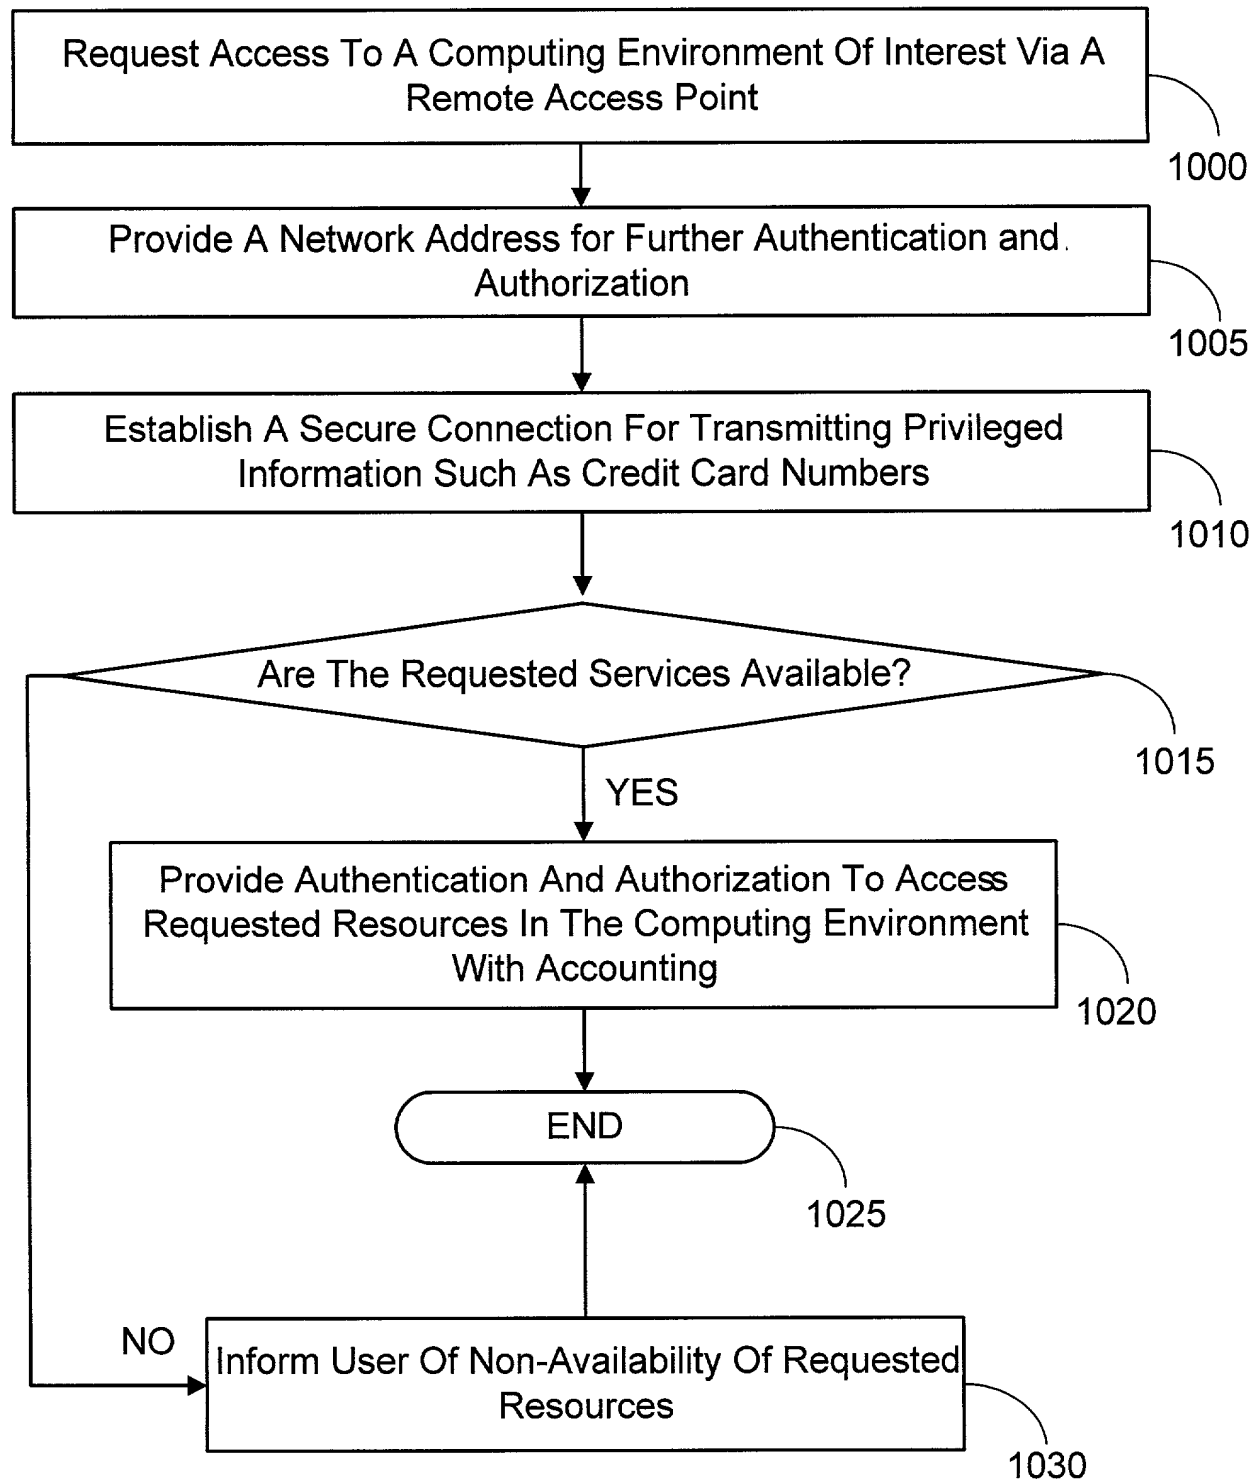 Request Access To A Computing Environment Of Interest Via A
Remote Access Point
1000
Provide A Network Address for Further Authentication and
Authorization
1005
Establish A Secure Connection For Transmitting Privileged
Information Such As Credit Card Numbers
1010
Are The Requested Services Available?
1015
YES
Provide Authentication And Authorization To Access
Requested Resources In The Computing Environment
With Accounting
1020
END
1025
NO
Inform User Of Non-Availability Of Requested
Resources
1030